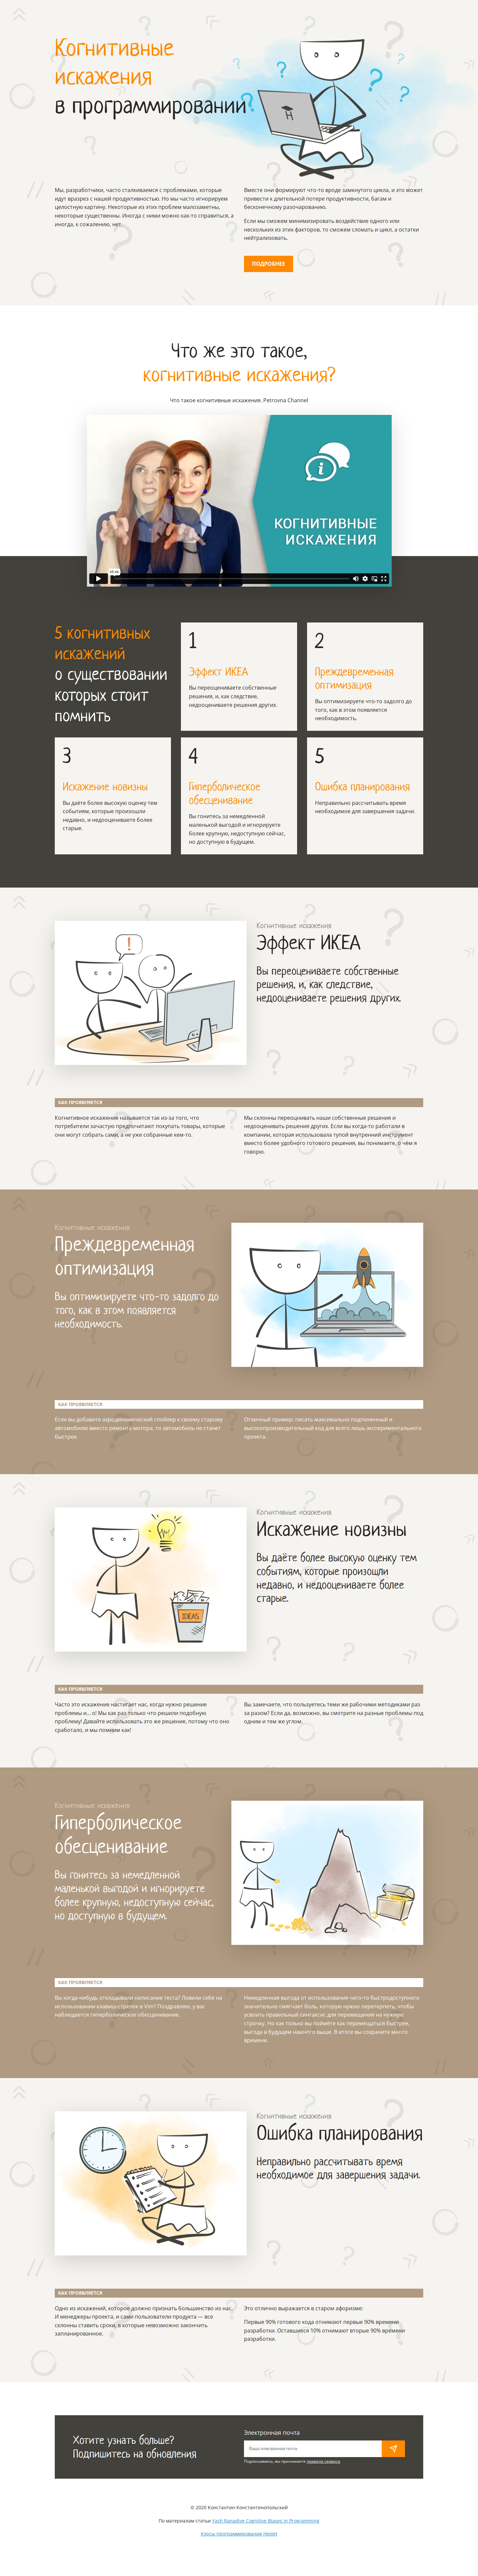 Когнитивные
искажения
в программировании
Мы, разработчики, часто сталкиваемся с проблемами, которые
идут вразрез с нашей продуктивностью. Но мы часто игнорируем
целостную картину. Некоторые из этих проблем малозаметны,
некоторые существенны. Иногда с ними можно как-то справиться, а
иногда, к сожалению, нет.
Вместе они формируют что-то вроде замкнутого цикла, и это может
привести к длительной потере продуктивности, багам и
бесконечному разочарованию.
Если мы сможем минимизировать воздействие одного или
нескольких из этих факторов, то сможем сломать и цикл, а остатки
нейтрализовать.
ПОДРОБНЕЕ
Что же это такое,
когнитивные искажения?
Что такое когнитивные искажения. Petrovna Channel
КОГНИТИВНЫЕ
ИСКАЖЕНИЯ
5 когнитивных
искажений
о существовании
которых стоит
помнить
1
Эффект ИКЕА
Вы переоцениваете собственные
решения, и, как следствие,
недооцениваете решения других.
2
Преждевременная
оптимизация
Вы оптимизируете что-то задолго до
того, как в этом появляется
необходимость.
3
Искажение новизны
Вы даёте более высокую оценку тем
событиям, которые произошли
недавно, и недооцениваете более
старые.
4
Гиперболическое
обесценивание
Вы гонитесь за немедленной
маленькой выгодой и игнорируете
более крупную, недоступную сейчас,
но доступную в будущем.
5
Ошибка планирования
Неправильно рассчитывать время
необходимое для завершения задачи.
Когнитивные искажения
Эффект ИКЕА
Вы переоцениваете собственные
решения, и, как следствие,
недооцениваете решения других.
КАК ПРОЯВЛЯЕТСЯ
Когнитивное искажение называется так из-за того, что
потребители зачастую предпочитают покупать товары, которые
они могут собрать сами, а не уже собранные кем-то.
Мы склонны переоценивать наши собственные решения и
недооценивать решения других. Если вы когда-то работали в
компании, которая использовала тупой внутренний инструмент
вместо более удобного готового решения, вы понимаете, о чём я
говорю.
Когнитивные искажения
Преждевременная
оптимизация
Вы оптимизируете что-то задолго до
того, как в этом появляется
необходимость.
КАК ПРОЯВЛЯЕТСЯ
Если вы добавите аэродинамический спойлер к своему старому
автомобилю вместо ремонта мотора, то автомобиль не станет
быстрее.
Отличный пример: писать максимально подтюненный и
высокопроизводительный код для всего лишь экспериментального
проекта.
Когнитивные искажения
Искажение новизны
Вы даёте более высокую оценку тем
событиям, которые произошли
недавно, и недооцениваете более
старые.
IDEAS
КАК ПРОЯВЛЯЕТСЯ
Часто это искажение настигает нас, когда нужно решение
проблемы и... о! Мы как раз только что решили подобную
проблему! Давайте использовать это же решение, потому что оно
сработало, и мы помним как!
Вы замечаете, что пользуетесь теми же рабочими методиками раз
за разом? Если да, возможно, вы смотрите на разные проблемы под
одним и тем же углом.
Когнитивные искажения
Гиперболическое
обесценивание
Вы гонитесь за немедленной
маленькой выгодой и игнорируете
более крупную, недоступную сейчас,
но доступную в будущем.
КАК ПРОЯВЛЯЕТСЯ
Вы когда-нибудь откладывали написание теста? Ловили себя на
использовании клавиш-стрелок в Vim? Поздравляю, у вас
наблюдается гиперболическое обесценивание.
Немедленная выгода от использования чего-то быстродоступного
значительно смягчает боль, которую нужно перетерпеть, чтобы
усвоить правильный синтаксис для перемещения на нужную
строчку. Но как только вы поймёте как перемещаться быстрее,
выгода в будущем намного выше. В итоге вы сохраните много
времени.
Когнитивные искажения
Ошибка планирования
Неправильно рассчитывать время
необходимое для завершения задачи.
КАК ПРОЯВЛЯЕТСЯ
Одно из искажений, которое должно признать большинство из нас.
И менеджеры проекта, и сами пользователи продукта — все
склонны ставить сроки, в которые невозможно закончить
запланированное.
Это отлично выражается в старом афоризме:
Первые 90% готового кода отнимают первые 90% времени
разработки. Оставшиеся 10% отнимают вторые 90% времени
разработки.
Хотите узнать больше?
Подпишитесь на обновления
Электронная почта
Ваша электронная почта
Подписываясь, вы принимаете правила сервиса
© 2020 Константин Константинопольский
По материалам статьи Yash Ranadive Cognitive Biases in Programming
Курсы программирования Hexlet